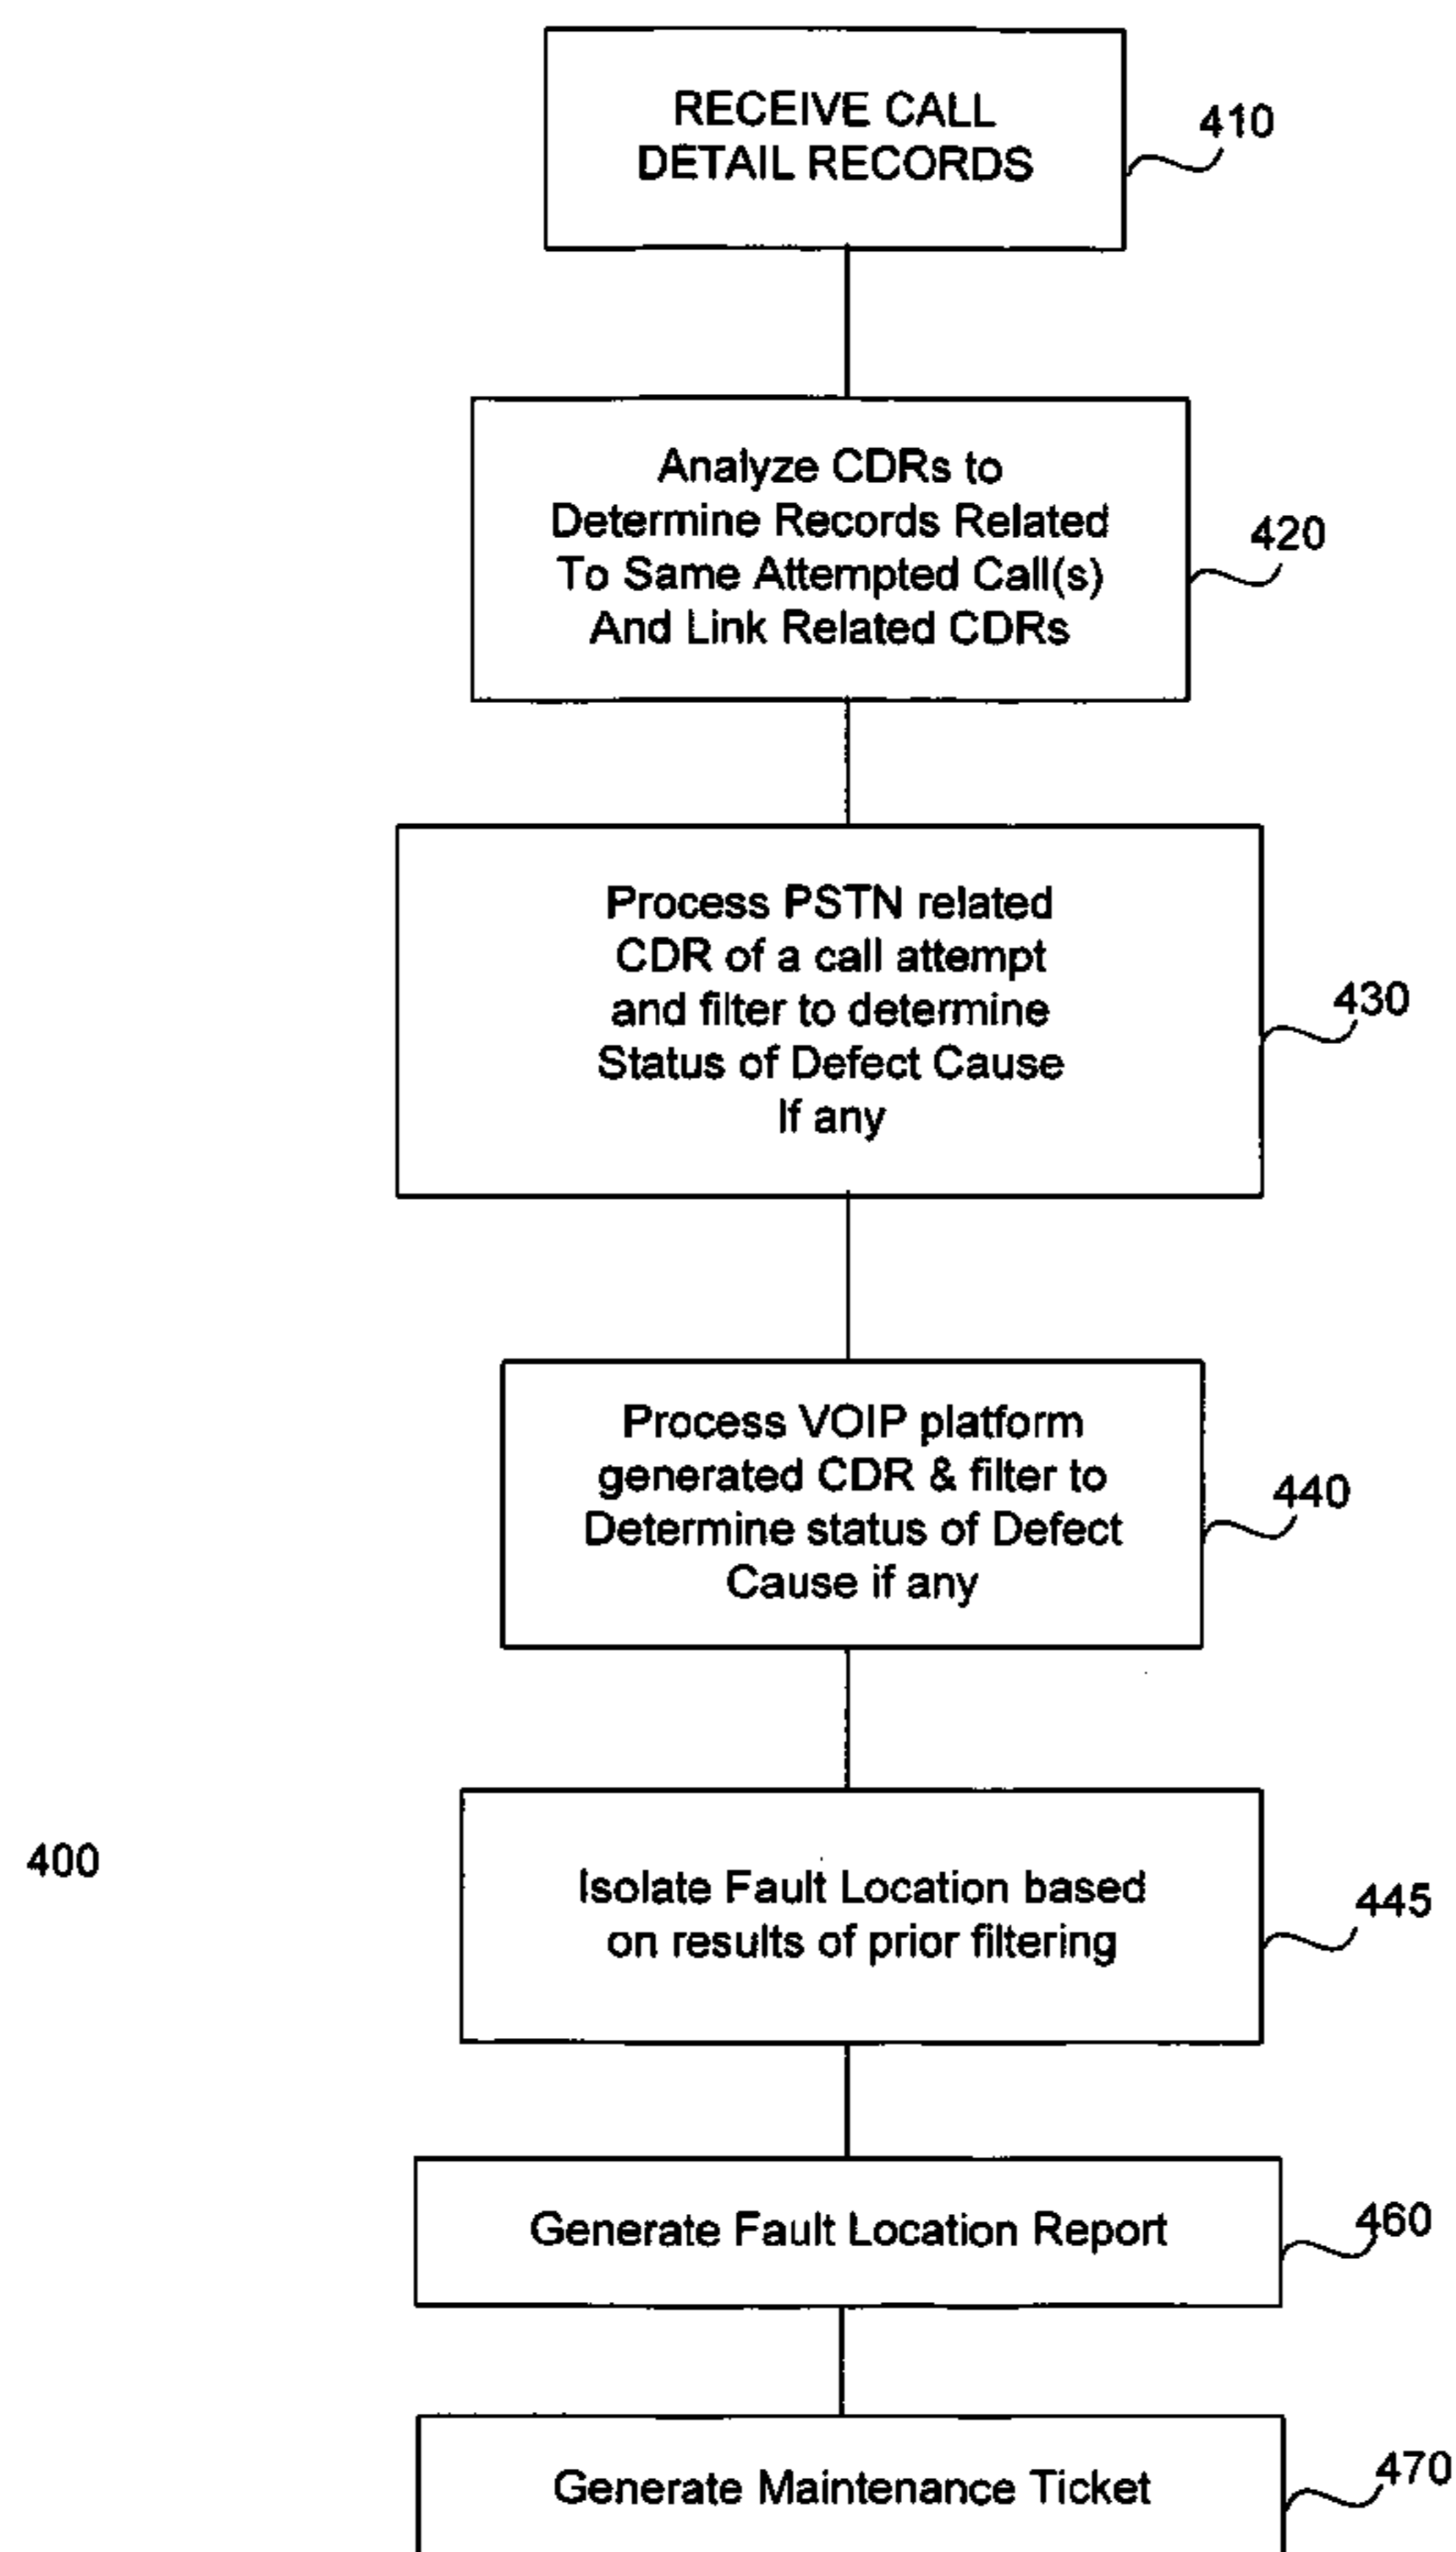 RECEIVE CALL
DETAIL RECORDS
410
Analyze CDRs to
Determine Records Related
To Same Attempted Call(s)
And Link Related CDRs
420
Process PSTN related
CDR of a call attempt
and filter to determine
Status of Defect Cause
If any
430
Process VOIP platform
generated CDR & filter to
Determine status of Defect
Cause if any
440
400
Isolate Fault Location based
on results of prior filtering
445
Generate Fault Location Report
460
Generate Maintenance Ticket
470